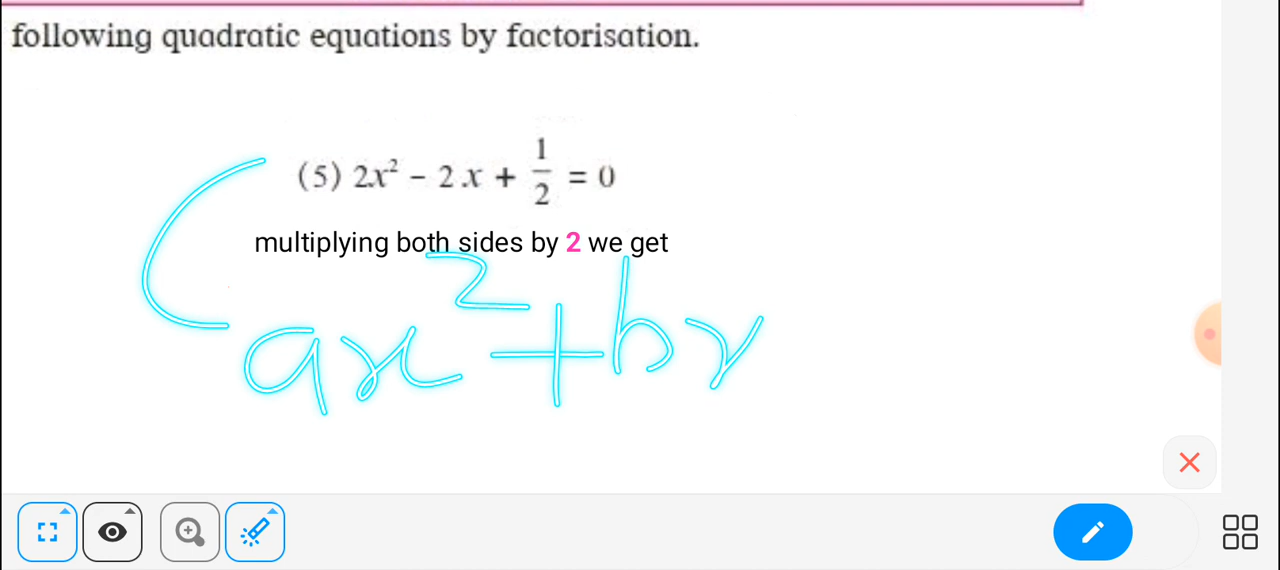 following quadratic equations by factorisation.
(5) 2x² − 2x + 1/2 = 0
multiplying both sides by 2 we get
ax² + bx